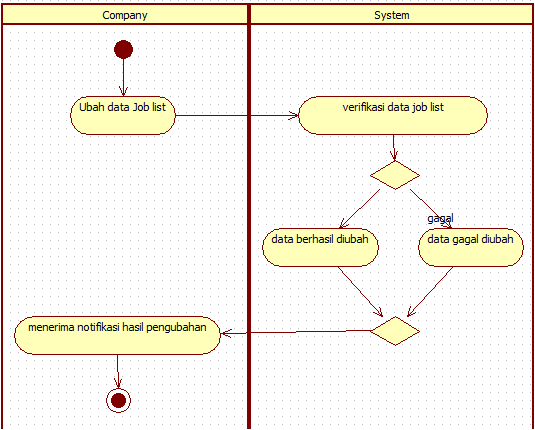 Company
System
Ubah data Job list
verifikasi data job list
gagal
data berhasil diubah
data gagal diubah
menerima notifikasi hasil pengubahan